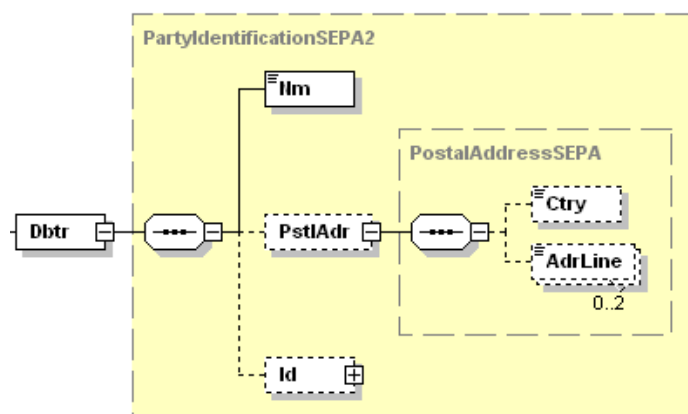 PartyIdentificationSEPA2
Nm
PostalAddressSEPA
Ctry
Dbtr
PstlAdr
AdrLine
0..2
Id